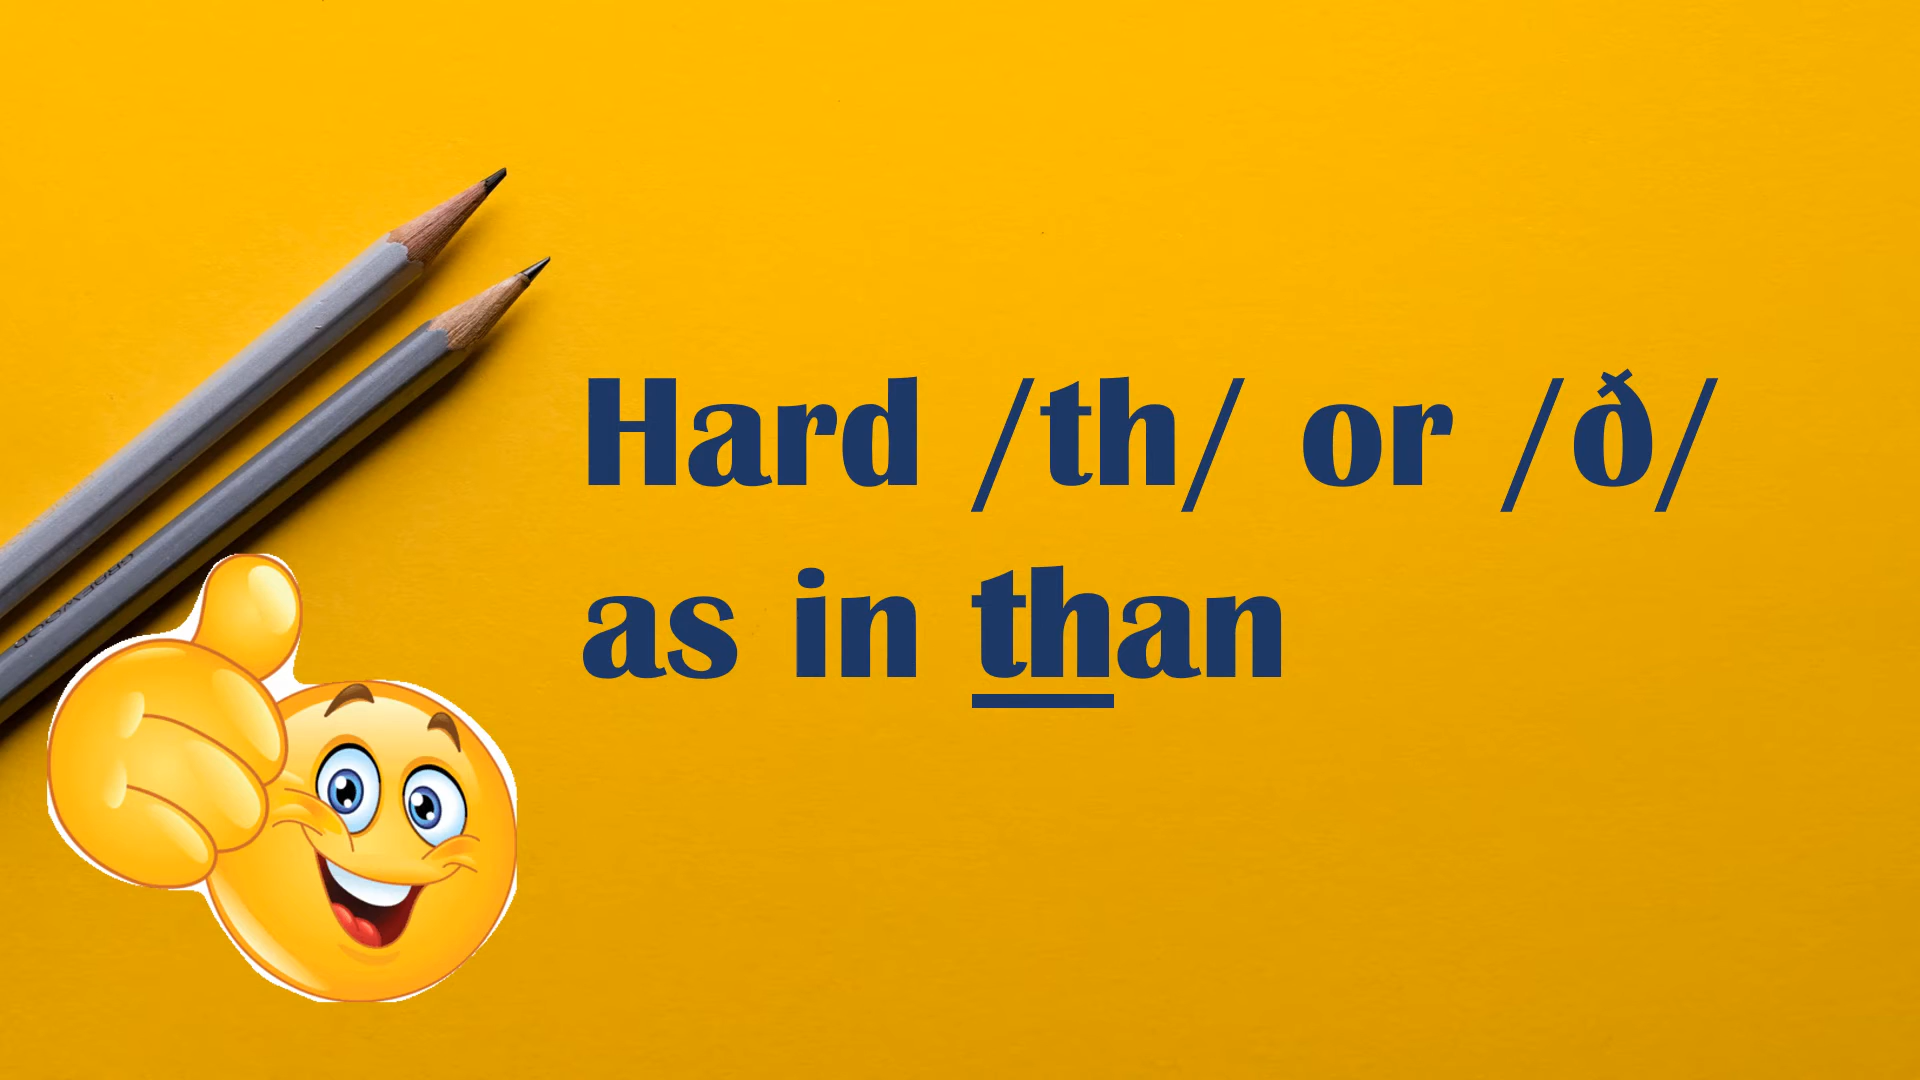 Hard /th/ or /ð/
as in than